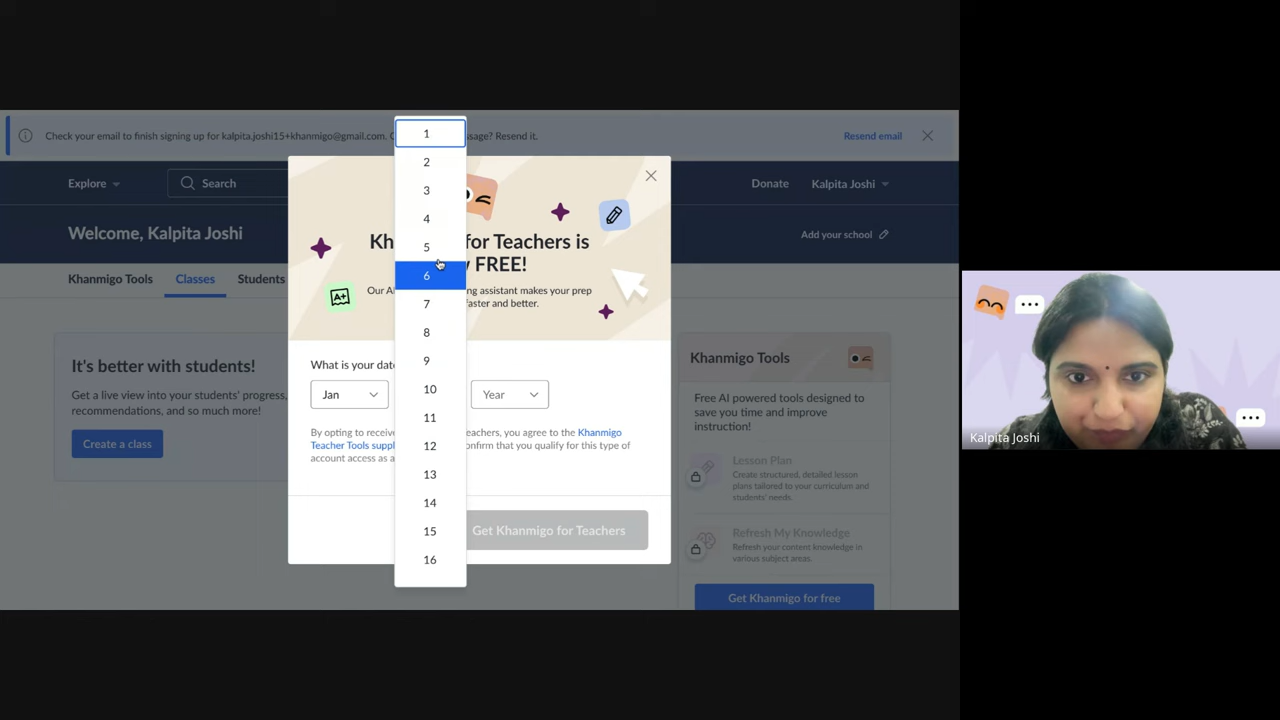 Check your email to finish signing up for kalpita.joshi15+khanmigo@gmail.com. ssage? Resend it.
Resend email
Explore
Search
Donate
Kalpita Joshi
Welcome, Kalpita Joshi
Add your school
Khanmigo Tools
Classes
Students
It's better with students!
Get a live view into your students' progress,
recommendations, and so much more!
Create a class
for Teachers is
FREE!
Our
ng assistant makes your prep
faster and better.
A+
What is your date
Jan
Year
By opting to receive eachers, you agree to the Khanmigo
Teacher Tools onfirm that you qualify for this type of
account access as a
Get Khanmigo for Teachers
1
2
3
4
5
6
7
8
9
10
11
12
13
14
15
16
Khanmigo Tools
Free AI powered tools designed to
save you time and improve
instruction!
Lesson Plan
Create structured, detailed lesson
plans tailored to your curriculum and
students' needs.
Refresh My Knowledge
Refresh your content knowledge in
various subject areas.
Get Khanmigo for free
Kalpita Joshi